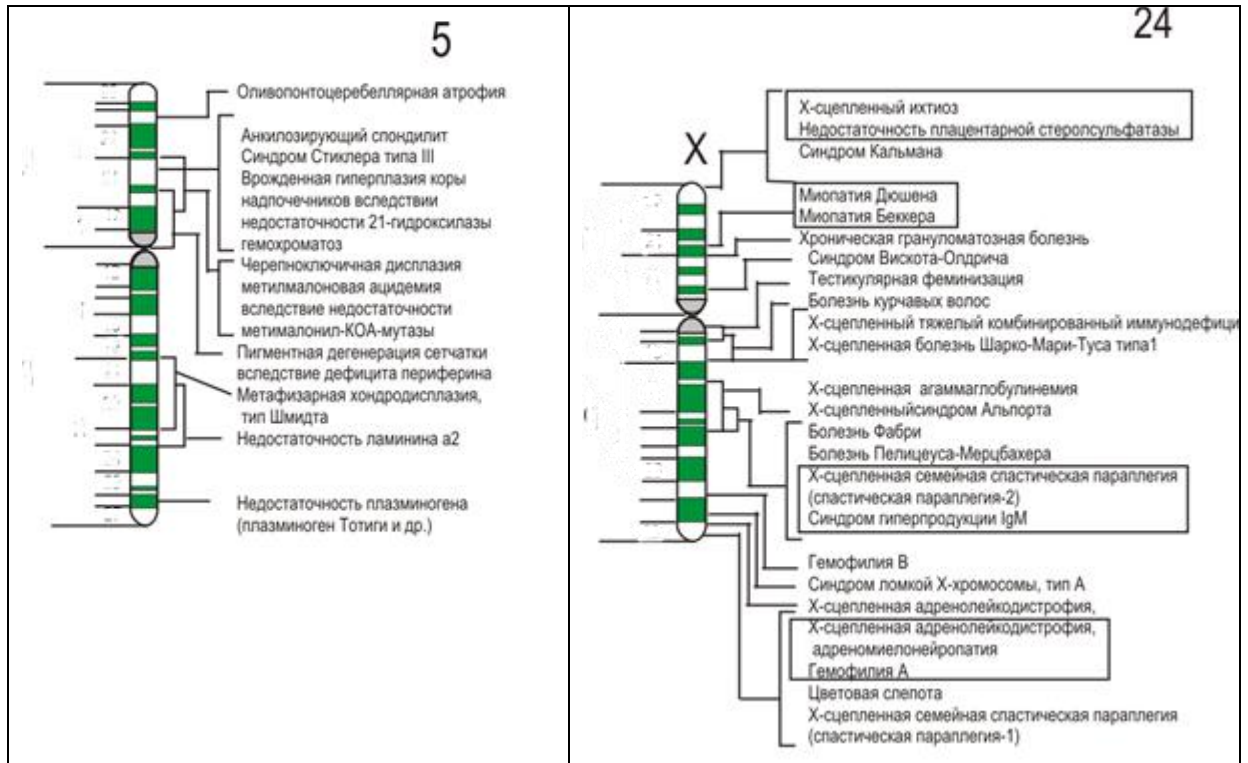 5
Оливопонтоцеребеллярная атрофия
Анкилозирующий спондилит
Синдром Стиклера типа III
Врожденная гиперплазия коры
надпочечников вследствии
недостаточности 21-гидроксилазы
гемохроматоз
Черепноключичная дисплазия
метилмалоновая ацидемия
вследствие недостаточности
метималонил-КОА-мутазы
Пигментная дегенерация сетчатки
вследствие дефицита периферина
Метафизарная хондродисплазия,
тип Шмидта
Недостаточность ламинина а2
Недостаточность плазминогена
(плазминоген Тотиги и др.)
24
X
Х-сцепленный ихтиоз
Недостаточность плацентарной стеролсульфатазы
Синдром Кальмана
Миопатия Дюшена
Миопатия Беккера
Хроническая грануломатозная болезнь
Синдром Вискота-Олдрича
Тестикулярная феминизация
Болезнь курчавых волос
Х-сцепленный тяжелый комбинированный иммунодефици
Х-сцепленная болезнь Шарко-Мари-Туса типа1
Х-сцепленная агаммаглобулинемия
Х-сцепленныйсиндром Альпорта
Болезнь Фабри
Болезнь Пелицеуса-Мерцбахера
Х-сцепленная семейная спастическая параплегия
(спастическая параплегия-2)
Синдром гиперпродукции IgM
Гемофилия В
Синдром ломкой Х-хромосомы, тип А
Х-сцепленная адренолейкодистрофия,
Х-сцепленная адренолейкодистрофия,
адреномиелонейропатия
Гемофилия А
Цветовая слепота
Х-сцепленная семейная спастическая параплегия
(спастическая параплегия-1)